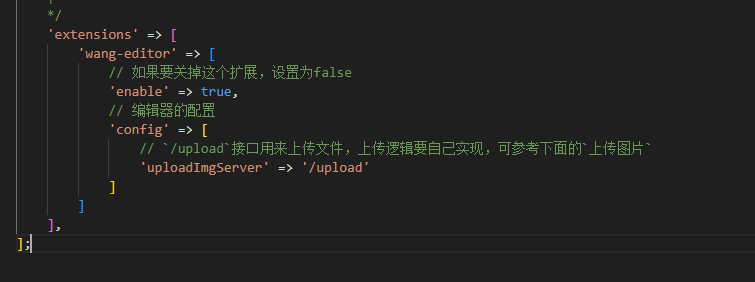 */
'extensions' => [
'wang-editor' => [
// 如果要关掉这个扩展，设置为false
'enable' => true,
// 编辑器的配置
'config' => [
// `/upload`接口用来上传文件，上传逻辑要自己实现，可参考下面的`上传图片`
'uploadImgServer' => '/upload'
]
]
],
];